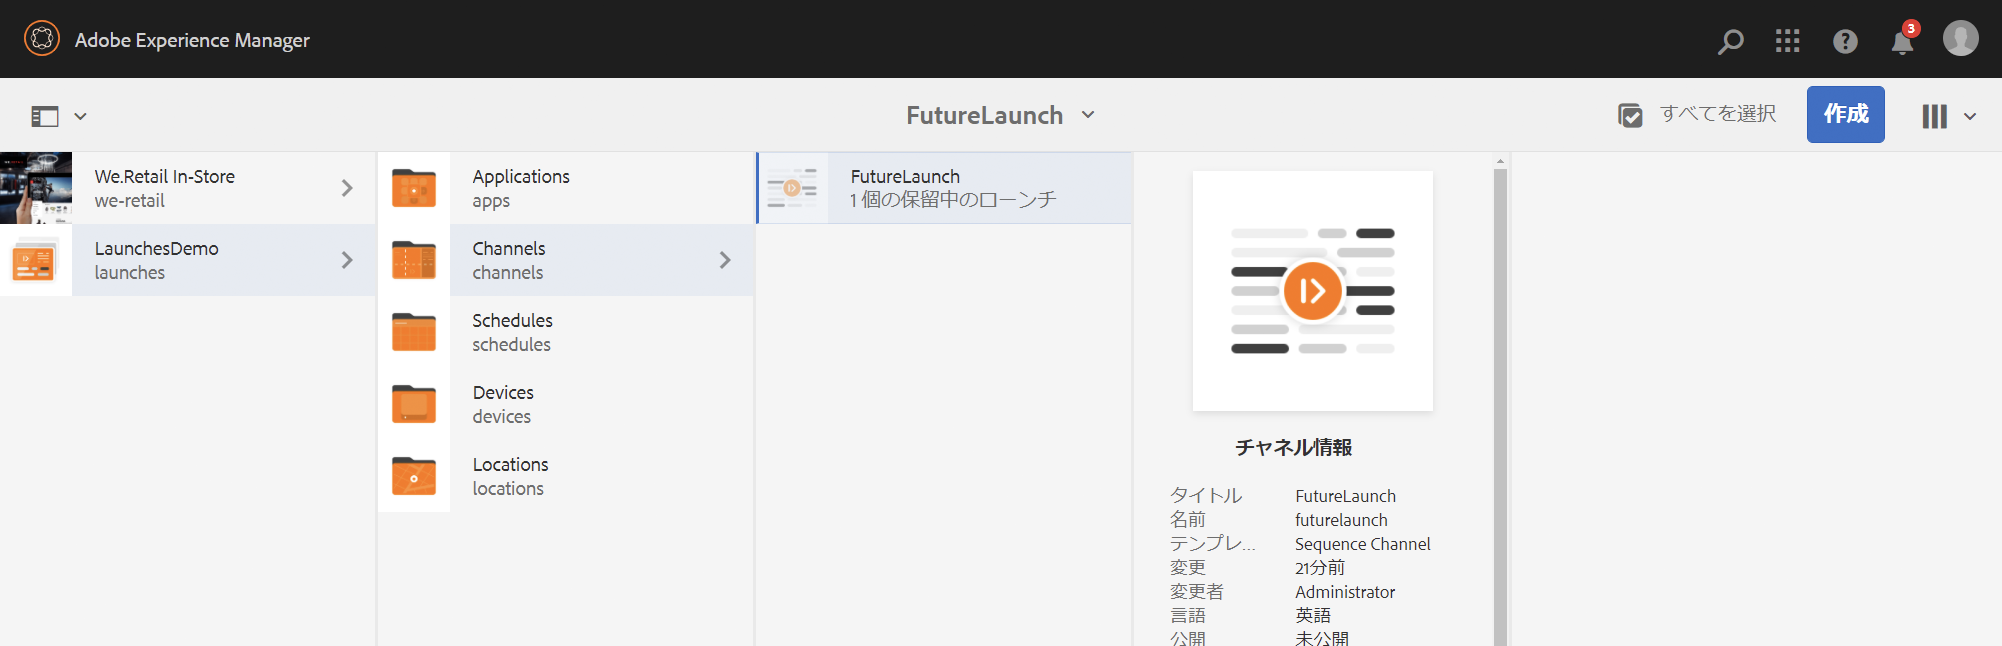 Adobe Experience Manager
3
FutureLaunch
すべてを選択
作成
We.Retail In-Store
we-retail
LaunchesDemo
launches
Applications
apps
Channels
channels
Schedules
schedules
Devices
devices
Locations
locations
FutureLaunch
1 個の保留中のローンチ
チャネル情報
タイトル FutureLaunch
名前 futurelaunch
テンプレ... Sequence Channel
変更 21分前
変更者 Administrator
言語 英語
公開 未公開